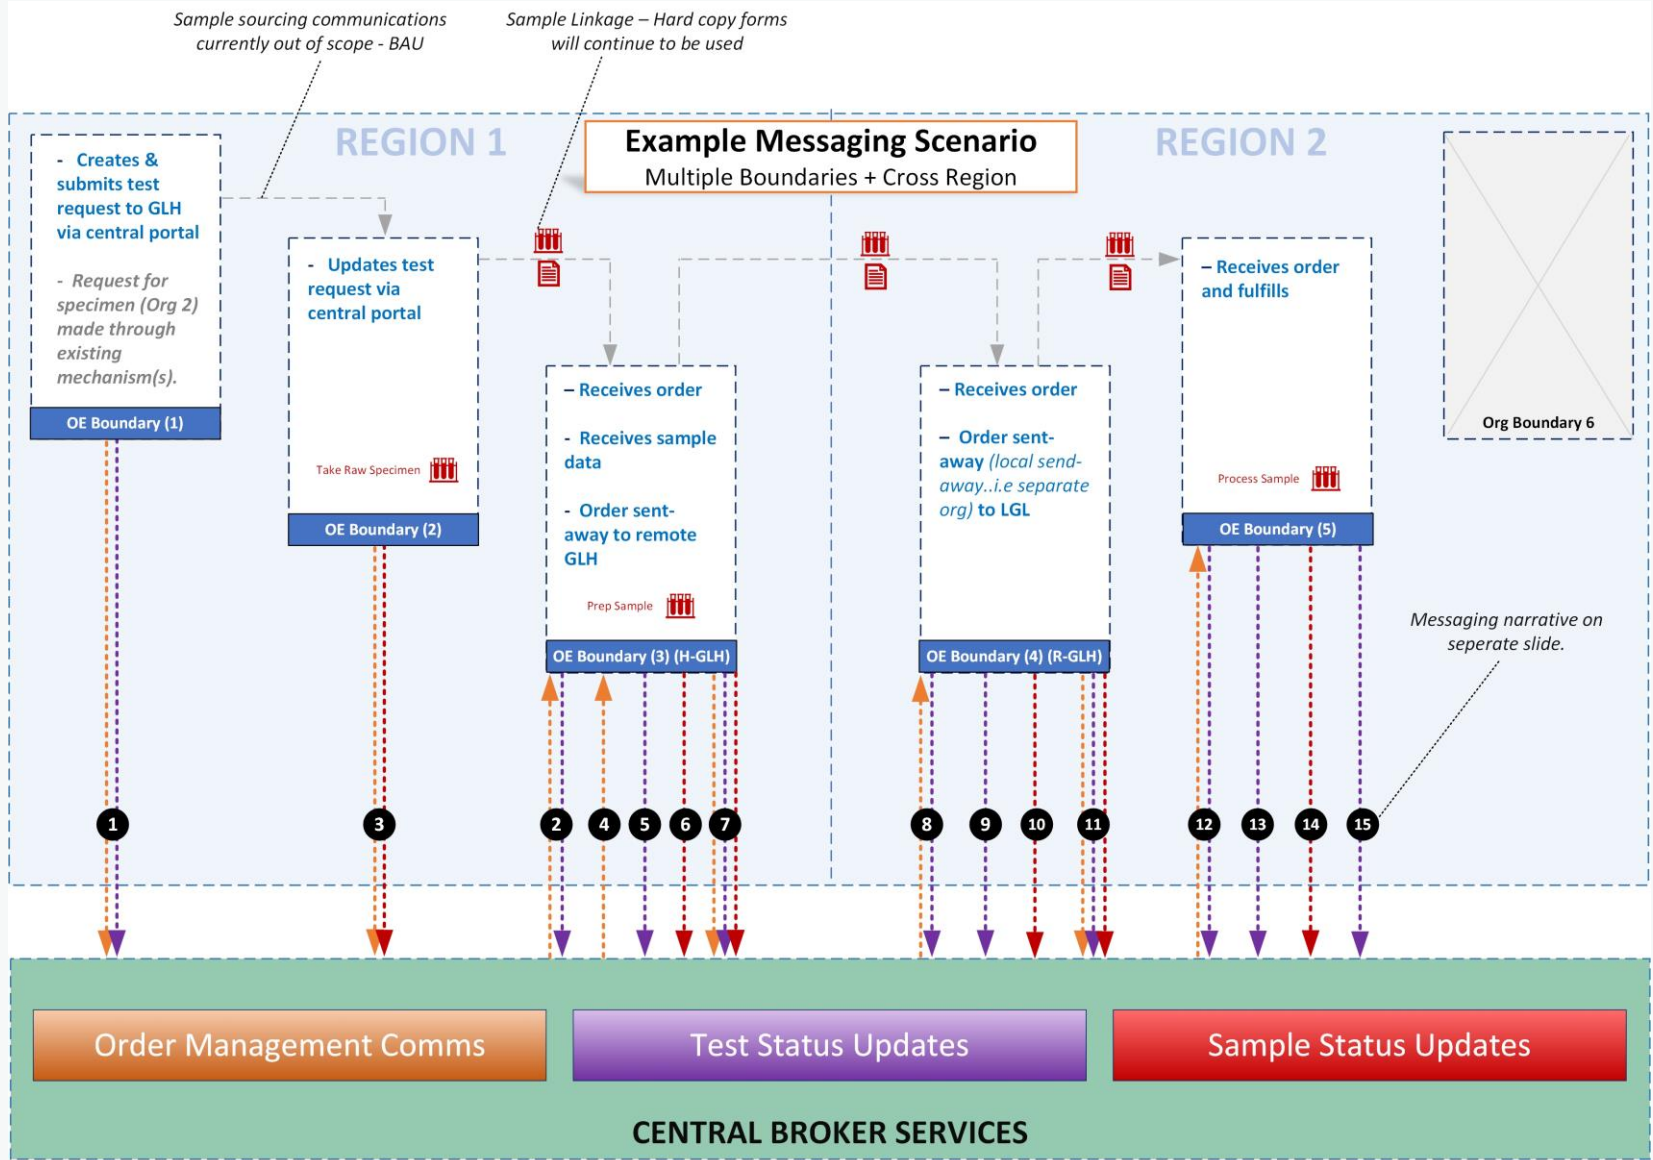 Sample sourcing communications
currently out of scope - BAU
Sample Linkage – Hard copy forms
will continue to be used
REGION 1
Example Messaging Scenario
Multiple Boundaries + Cross Region
REGION 2
- Creates &
submits test
request to GLH
via central portal
- Request for
specimen (Org 2)
made through
existing
mechanism(s).
OE Boundary (1)
- Updates test
request via
central portal
Take Raw Specimen
OE Boundary (2)
– Receives order
- Receives sample
data
- Order sent-
away to remote
GLH
Prep Sample
OE Boundary (3) (H-GLH)
– Receives order
– Order sent-
away (local send-
away..i.e separate
org) to LGL
OE Boundary (4) (R-GLH)
– Receives order
and fulfills
Process Sample
OE Boundary (5)
Org Boundary 6
Messaging narrative on
seperate slide.
1
3
2
4
5
6
7
8
9
10
11
12
13
14
15
Order Management Comms
Test Status Updates
Sample Status Updates
CENTRAL BROKER SERVICES